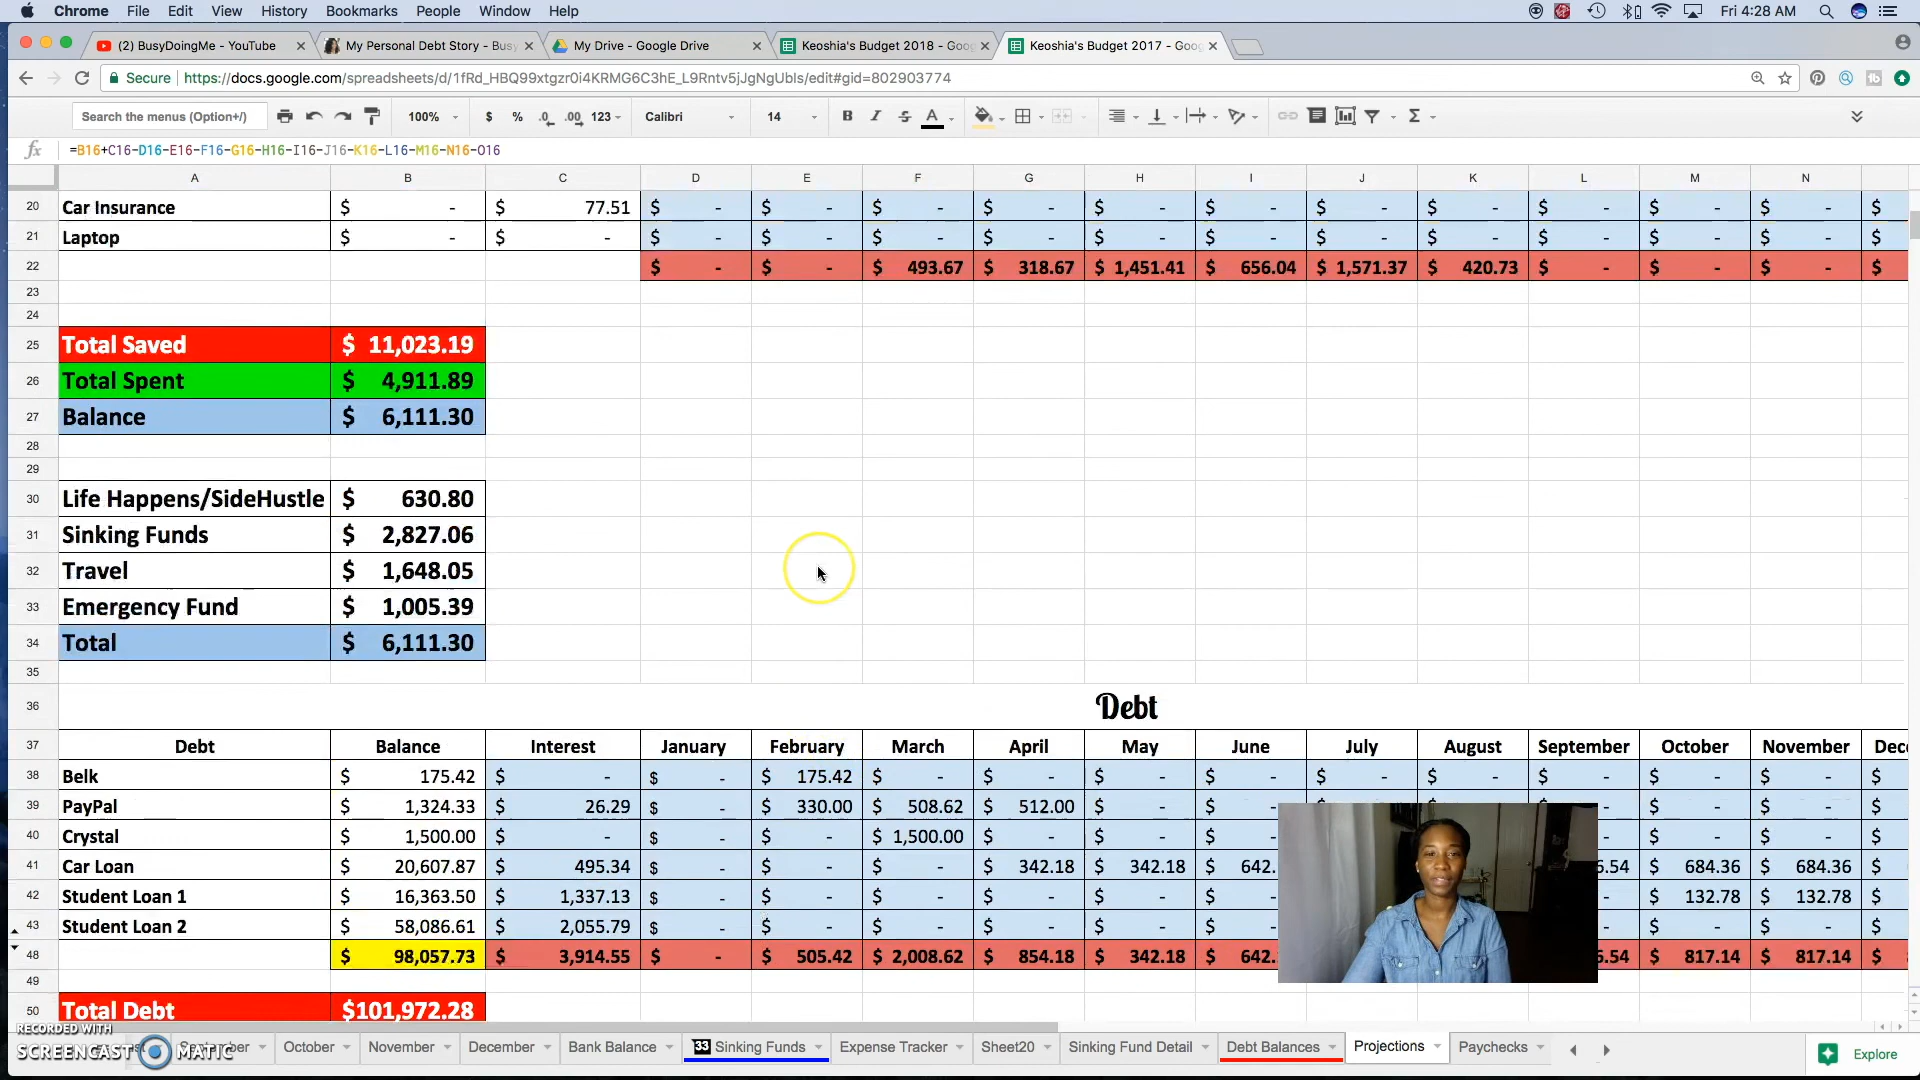 Chrome File Edit View History Bookmarks People Window Help Fri 4:28 AM
(2) BusyDoingMe - YouTube My Personal Debt Story - Busy My Drive - Google Drive Keoshia's Budget 2018 - Goog Keoshia's Budget 2017 - Goog
Secure https://docs.google.com/spreadsheets/d/1fRd_HBQ99xtgzr0i4KRMG6C3hE_L9Rntv5jJgNgUbls/edit#gid=802903774
Search the menus (Option+/) 100% $ % .0 .00 123 Calibri 14 B I S A Σ
fx =B16+C16-D16-E16-F16-G16-H16-I16-J16-K16-L16-M16-N16-O16
A B C D E F G H I J K L M N
20 Car Insurance $ - $ 77.51 $ - $ - $ - $ - $ - $ - $ - $ - $ - $ - $ - $
21 Laptop $ - $ - $ - $ - $ - $ - $ - $ - $ - $ - $ - $ - $ - $
22 $ - $ - $ 493.67 $ 318.67 $ 1,451.41 $ 656.04 $ 1,571.37 $ 420.73 $ - $ - $ - $
23
24
25 Total Saved $ 11,023.19
26 Total Spent $ 4,911.89
27 Balance $ 6,111.30
28
29
30 Life Happens/SideHustle $ 630.80
31 Sinking Funds $ 2,827.06
32 Travel $ 1,648.05
33 Emergency Fund $ 1,005.39
34 Total $ 6,111.30
35
36 Debt
37 Debt Balance Interest January February March April May June July August September October November Dec
38 Belk $ 175.42 $ - $ - $ 175.42 $ - $ - $ - $ - $ - $ - $ - $ - $ - $
39 PayPal $ 1,324.33 $ 26.29 $ - $ 330.00 $ 508.62 $ 512.00 $ - $ - - $ - $ - $
40 Crystal $ 1,500.00 $ - $ - $ - $ 1,500.00 $ - $ - $ - - $ - $ - $
41 Car Loan $ 20,607.87 $ 495.34 $ - $ - $ - $ 342.18 $ 342.18 $ 642. 6.54 $ 684.36 $ 684.36 $
42 Student Loan 1 $ 16,363.50 $ 1,337.13 $ - $ - $ - $ - $ - $ - - $ 132.78 $ 132.78 $
43 Student Loan 2 $ 58,086.61 $ 2,055.79 $ - $ - $ - $ - $ - $ - - $ - $ - $
48 $ 98,057.73 $ 3,914.55 $ - $ 505.42 $ 2,008.62 $ 854.18 $ 342.18 $ 642. 6.54 $ 817.14 $ 817.14 $
49
50 Total Debt $101,972.28
RECORDED WITH
SCREENCAST MATIC
October November December Bank Balance 33 Sinking Funds Expense Tracker Sheet20 Sinking Fund Detail Debt Balances Projections Paychecks Explore